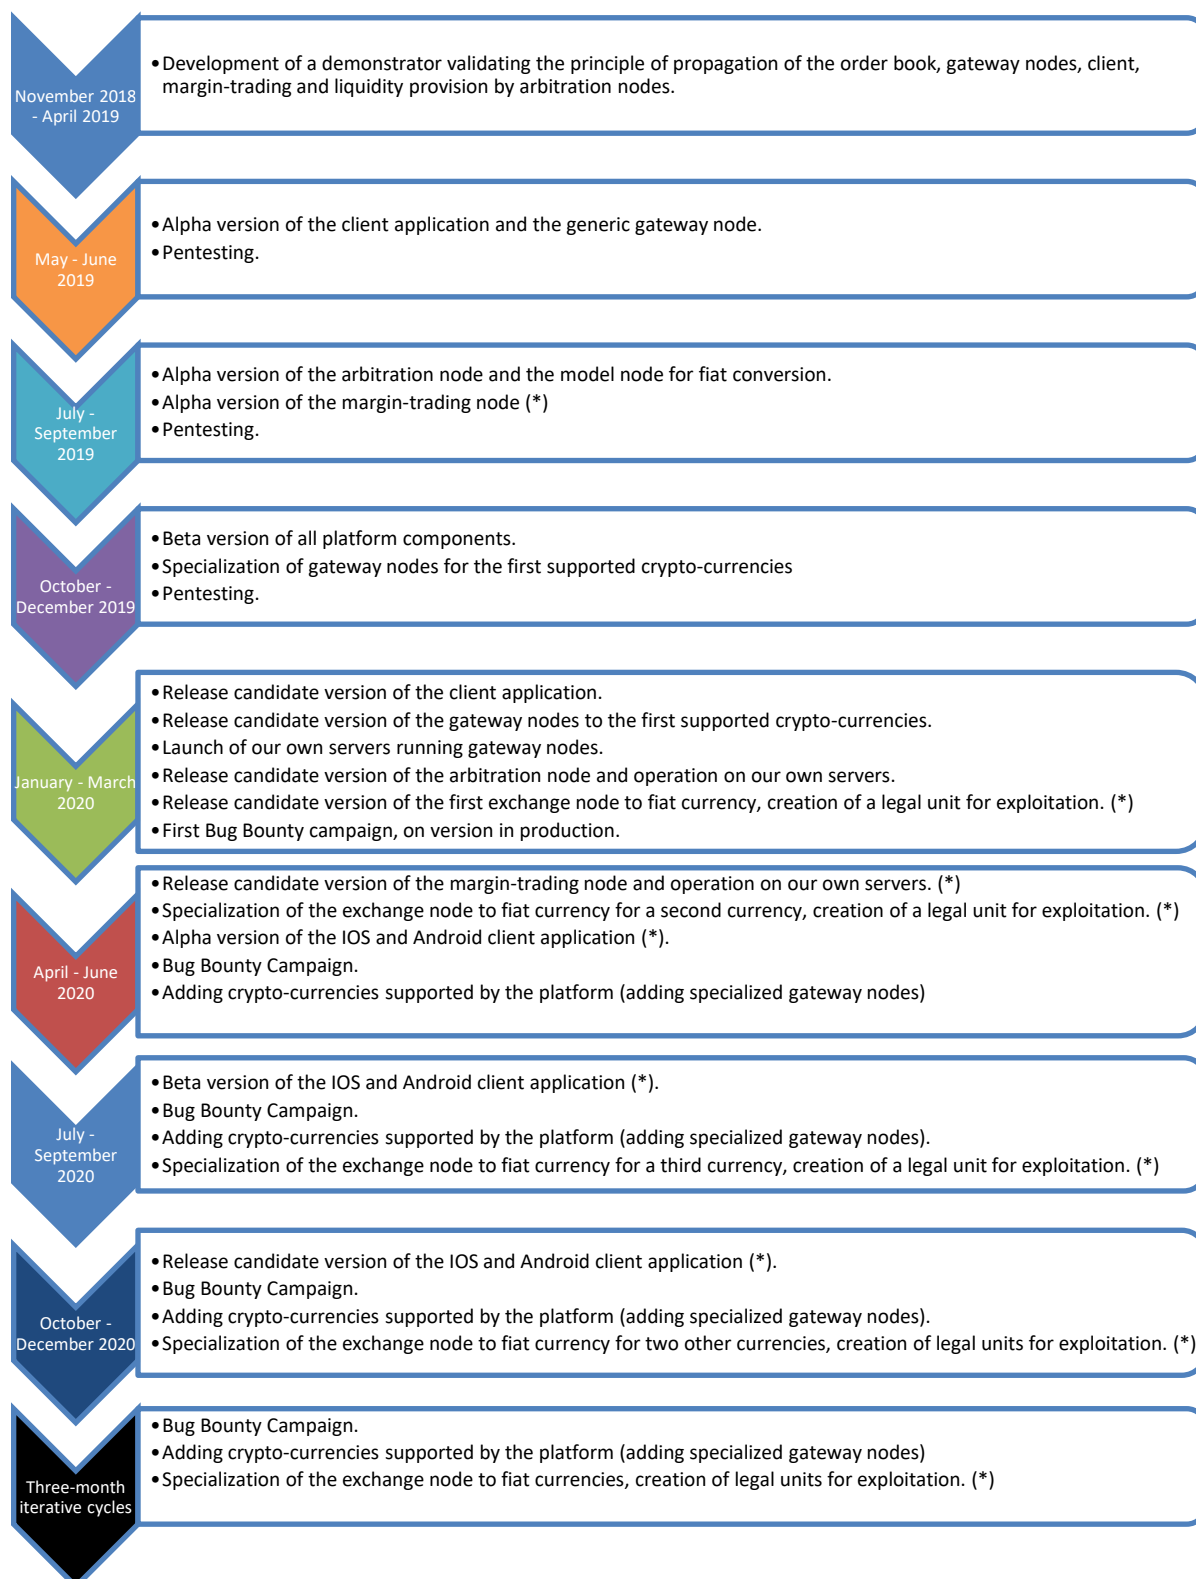 November 2018
- April 2019
•Development of a demonstrator validating the principle of propagation of the order book, gateway nodes, client,
margin-trading and liquidity provision by arbitration nodes.
May - June
2019
•Alpha version of the client application and the generic gateway node.
•Pentesting.
July -
September
2019
•Alpha version of the arbitration node and the model node for fiat conversion.
•Alpha version of the margin-trading node (*)
•Pentesting.
October -
December 2019
•Beta version of all platform components.
•Specialization of gateway nodes for the first supported crypto-currencies
•Pentesting.
January - March
2020
•Release candidate version of the client application.
•Release candidate version of the gateway nodes to the first supported crypto-currencies.
•Launch of our own servers running gateway nodes.
•Release candidate version of the arbitration node and operation on our own servers.
•Release candidate version of the first exchange node to fiat currency, creation of a legal unit for exploitation. (*)
•First Bug Bounty campaign, on version in production.
April - June
2020
•Release candidate version of the margin-trading node and operation on our own servers. (*)
•Specialization of the exchange node to fiat currency for a second currency, creation of a legal unit for exploitation. (*)
•Alpha version of the IOS and Android client application (*).
•Bug Bounty Campaign.
•Adding crypto-currencies supported by the platform (adding specialized gateway nodes)
July -
September
2020
•Beta version of the IOS and Android client application (*).
•Bug Bounty Campaign.
•Adding crypto-currencies supported by the platform (adding specialized gateway nodes).
•Specialization of the exchange node to fiat currency for a third currency, creation of a legal unit for exploitation. (*)
October -
December 2020
•Release candidate version of the IOS and Android client application (*).
•Bug Bounty Campaign.
•Adding crypto-currencies supported by the platform (adding specialized gateway nodes).
•Specialization of the exchange node to fiat currency for two other currencies, creation of legal units for exploitation. (*)
Three-month
iterative cycles
•Bug Bounty Campaign.
•Adding crypto-currencies supported by the platform (adding specialized gateway nodes)
•Specialization of the exchange node to fiat currencies, creation of legal units for exploitation. (*)